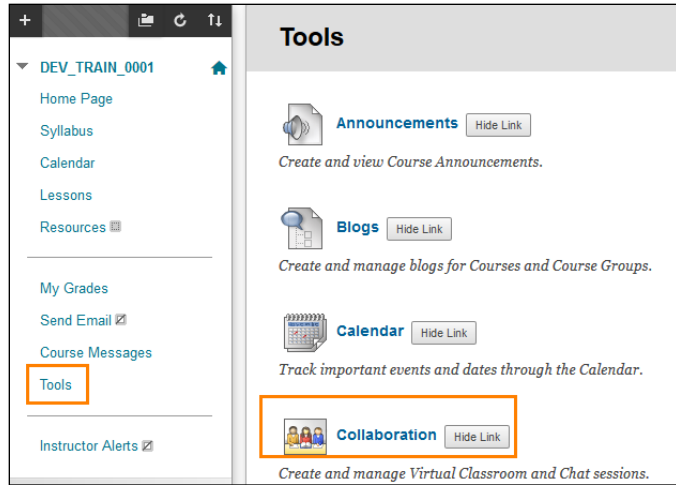 DEV_TRAIN_0001
Home Page
Syllabus
Calendar
Lessons
Resources
My Grades
Send Email
Course Messages
Tools
Instructor Alerts
Tools
Announcements Hide Link
Create and view Course Announcements.
Blogs Hide Link
Create and manage blogs for Courses and Course Groups.
Calendar Hide Link
Track important events and dates through the Calendar.
Collaboration Hide Link
Create and manage Virtual Classroom and Chat sessions.